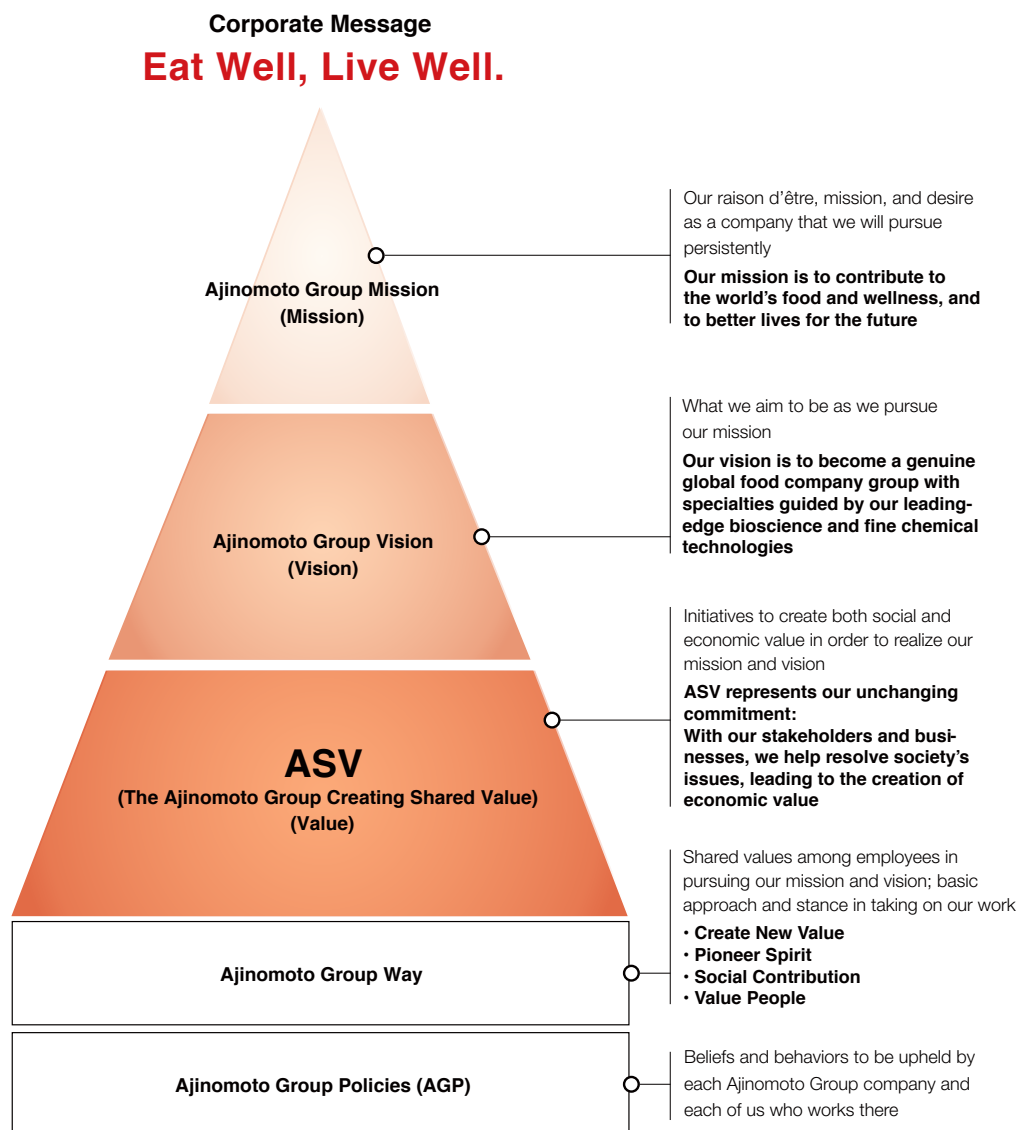 Corporate Message
Eat Well, Live Well.
Ajinomoto Group Mission
(Mission)
Our raison d’être, mission, and desire
as a company that we will pursue
persistently
Our mission is to contribute to
the world’s food and wellness, and
to better lives for the future
Ajinomoto Group Vision
(Vision)
What we aim to be as we pursue
our mission
Our vision is to become a genuine
global food company group with
specialties guided by our leading-
edge bioscience and fine chemical
technologies
ASV
(The Ajinomoto Group Creating Shared Value)
(Value)
Initiatives to create both social and
economic value in order to realize our
mission and vision
ASV represents our unchanging
commitment:
With our stakeholders and busi-
nesses, we help resolve society’s
issues, leading to the creation of
economic value
Ajinomoto Group Way
Shared values among employees in
pursuing our mission and vision; basic
approach and stance in taking on our work
• Create New Value
• Pioneer Spirit
• Social Contribution
• Value People
Ajinomoto Group Policies (AGP)
Beliefs and behaviors to be upheld by
each Ajinomoto Group company and
each of us who works there